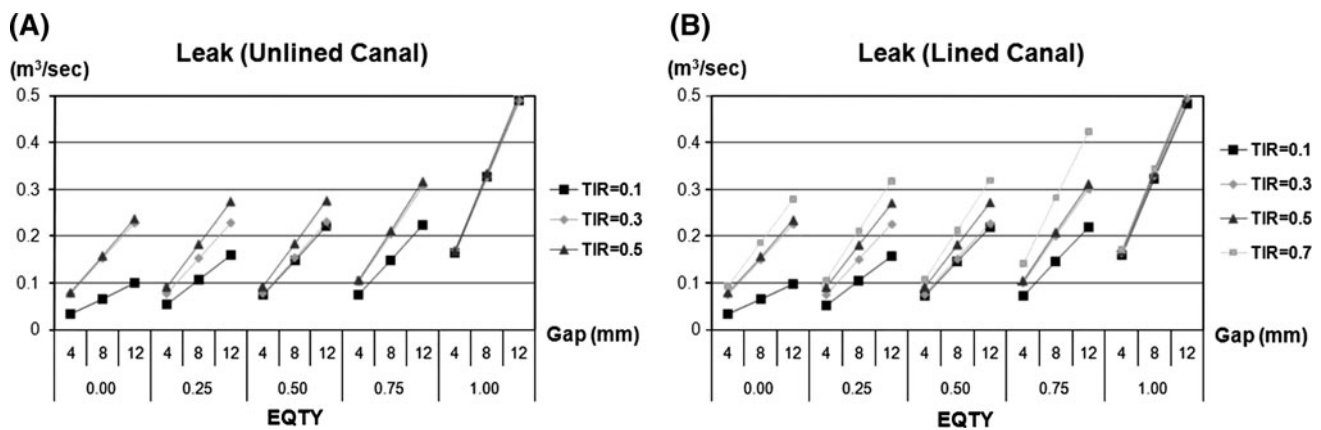 (A)
Leak (Unlined Canal)
(m³/sec)
0.5
0.4
0.3
0.2
0.1
0
TIR=0.1
TIR=0.3
TIR=0.5
Gap (mm)
4 8 12 4 8 12 4 8 12 4 8 12 4 8 12
0.00 0.25 0.50 0.75 1.00
EQTY
(B)
Leak (Lined Canal)
(m³/sec)
0.5
0.4
0.3
0.2
0.1
0
TIR=0.1
TIR=0.3
TIR=0.5
TIR=0.7
Gap (mm)
4 8 12 4 8 12 4 8 12 4 8 12 4 8 12
0.00 0.25 0.50 0.75 1.00
EQTY